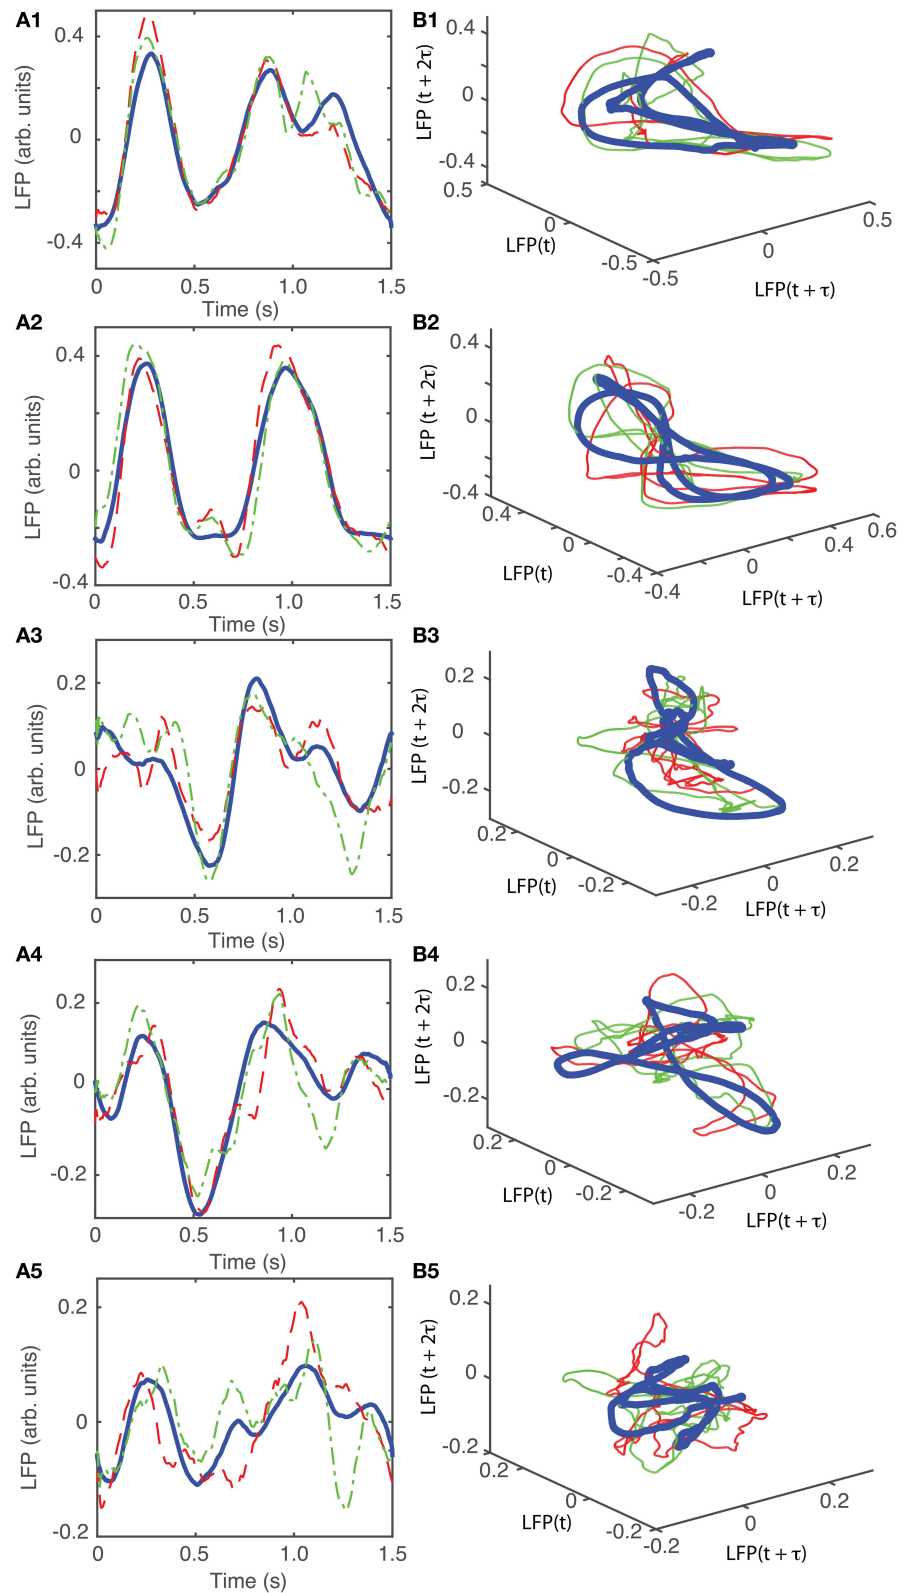 A1
LFP (arb. units)
0.4
0
-0.4
0 0.5 1.0 1.5
Time (s)
B1
LFP (t + 2τ)
0.4
0
-0.4
0.5
0
-0.5
LFP(t)
-0.5
0
0.5
LFP(t + τ)
A2
LFP (arb. units)
0.4
0
-0.4
0 0.5 1.0 1.5
Time (s)
B2
LFP (t + 2τ)
0.4
0
-0.4
0.4
0
-0.4
LFP(t)
-0.4
0
0.4 0.6
LFP(t + τ)
A3
LFP (arb. units)
0.2
0
-0.2
0 0.5 1.0 1.5
Time (s)
B3
LFP (t + 2τ)
0.2
0
-0.2
0.2
0
-0.2
LFP(t)
-0.2
0
0.2
LFP(t + τ)
A4
LFP (arb. units)
0.2
0
-0.2
0 0.5 1.0 1.5
Time (s)
B4
LFP (t + 2τ)
0.2
0
-0.2
0.2
0
-0.2
LFP(t)
-0.2
0
0.2
LFP(t + τ)
A5
LFP (arb. units)
0.2
0
-0.2
0 0.5 1.0 1.5
Time (s)
B5
LFP (t + 2τ)
0.2
0
-0.2
0.2
0
-0.2
LFP(t)
-0.2
0
0.2
LFP(t + τ)